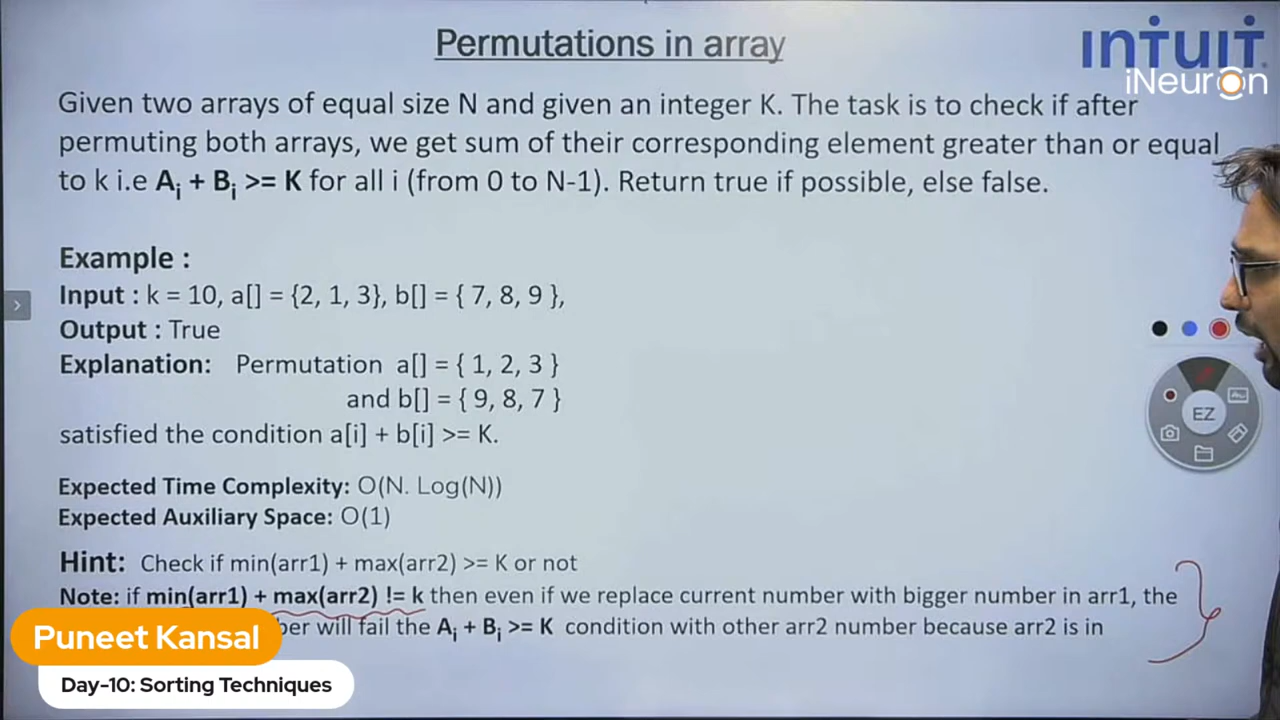 Permutations in array
INTUIT
iNeuron
Given two arrays of equal size N and given an integer K. The task is to check if after
permuting both arrays, we get sum of their corresponding element greater than or equal
to k i.e Ai + Bi >= K for all i (from 0 to N-1). Return true if possible, else false.
Example :
Input : k = 10, a[] = {2, 1, 3}, b[] = { 7, 8, 9 },
Output : True
Explanation: Permutation a[] = { 1, 2, 3 }
and b[] = { 9, 8, 7 }
satisfied the condition a[i] + b[i] >= K.
EZ
Expected Time Complexity: O(N. Log(N))
Expected Auxiliary Space: O(1)
Hint: Check if min(arr1) + max(arr2) >= K or not
Note: if min(arr1) + max(arr2) != k then even if we replace current number with bigger number in arr1, the
will fail the Ai + Bi >= K condition with other arr2 number because arr2 is in
Puneet Kansal
Day-10: Sorting Techniques